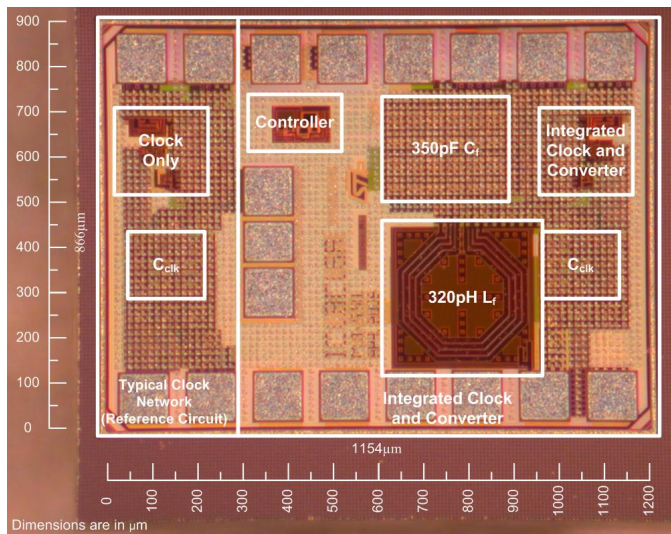 900
800
700
600
500
400
300
200
100
0
866µm
Clock
Only
Controller
350pF Cf
Integrated
Clock and
Converter
Cclk
320pH Lf
Cclk
Typical Clock
Network
(Reference Circuit)
Integrated Clock
and Converter
1154µm
0
100
200
300
400
500
600
700
800
900
1000
1100
1200
Dimensions are in µm